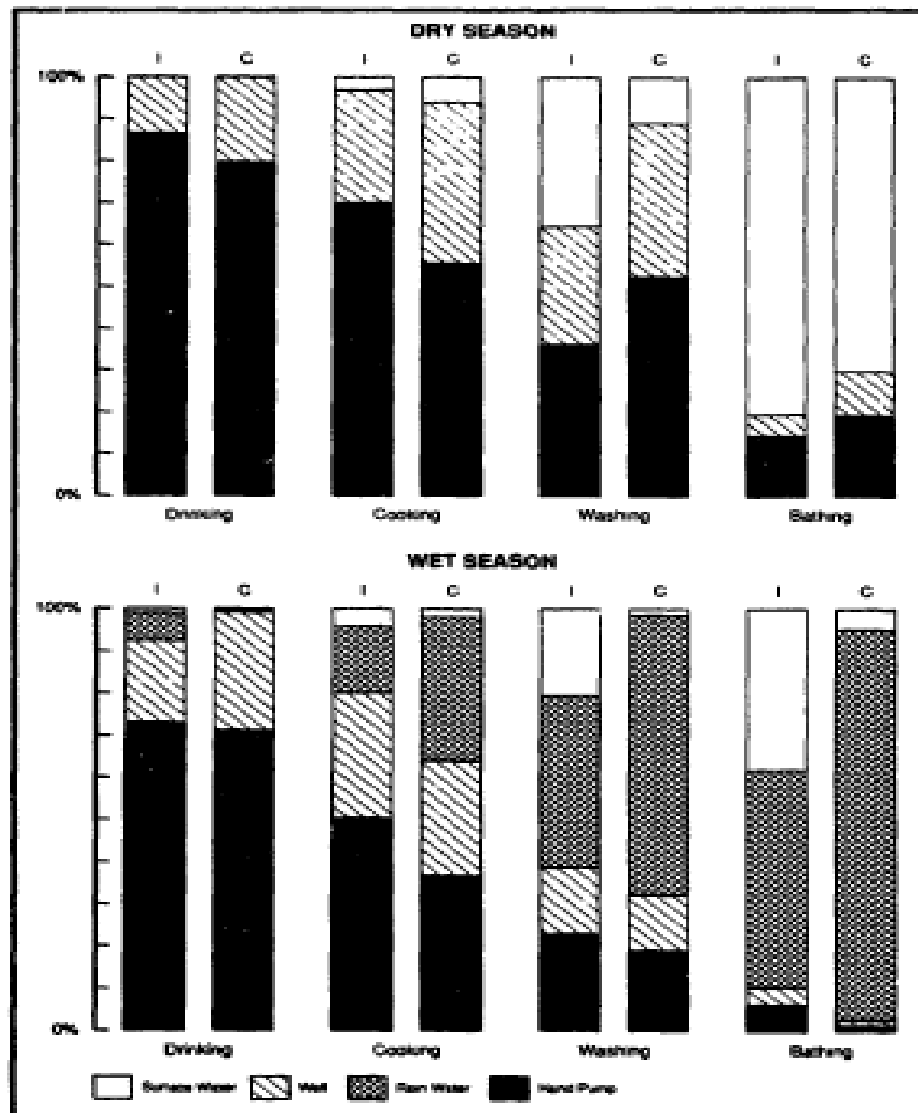 DRY SEASON
I C I C I C I C
100%
0%
Drinking Cooking Washing Bathing
WET SEASON
I C I C I C I C
100%
0%
Drinking Cooking Washing Bathing
Surface Water Well Rain Water Hand Pump